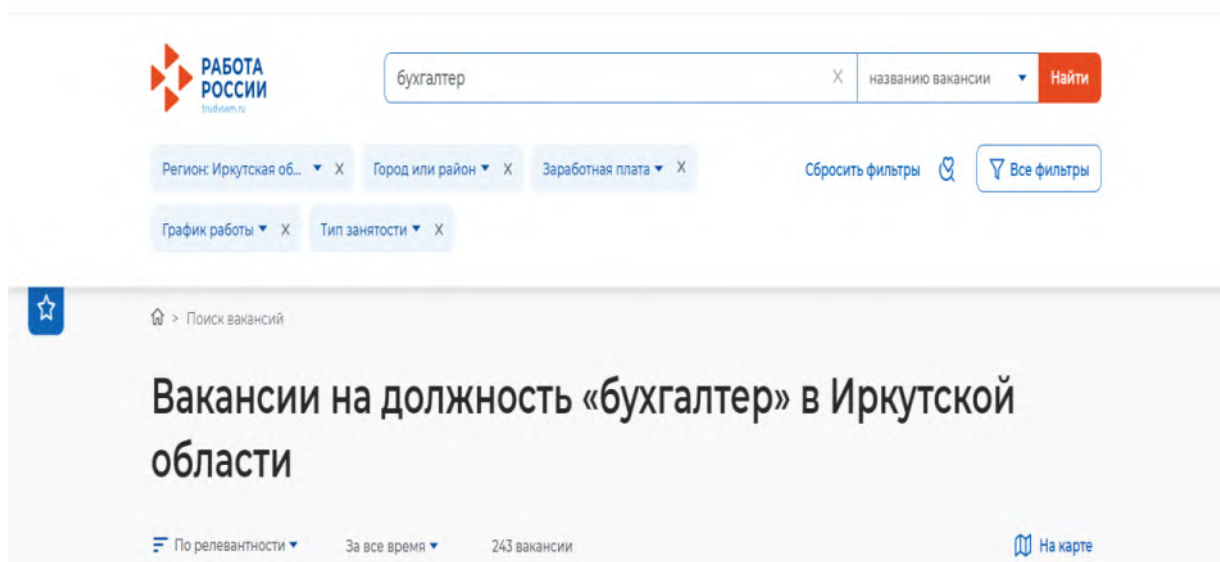 РАБОТА
РОССИИ
trudvsem.ru
бухгалтер X названию вакансии Найти
Регион: Иркутская об... X Город или район X Заработная плата X Сбросить фильтры Все фильтры
График работы X Тип занятости X
> Поиск вакансий
Вакансии на должность «бухгалтер» в Иркутской
области
По релевантности За все время 243 вакансии На карте